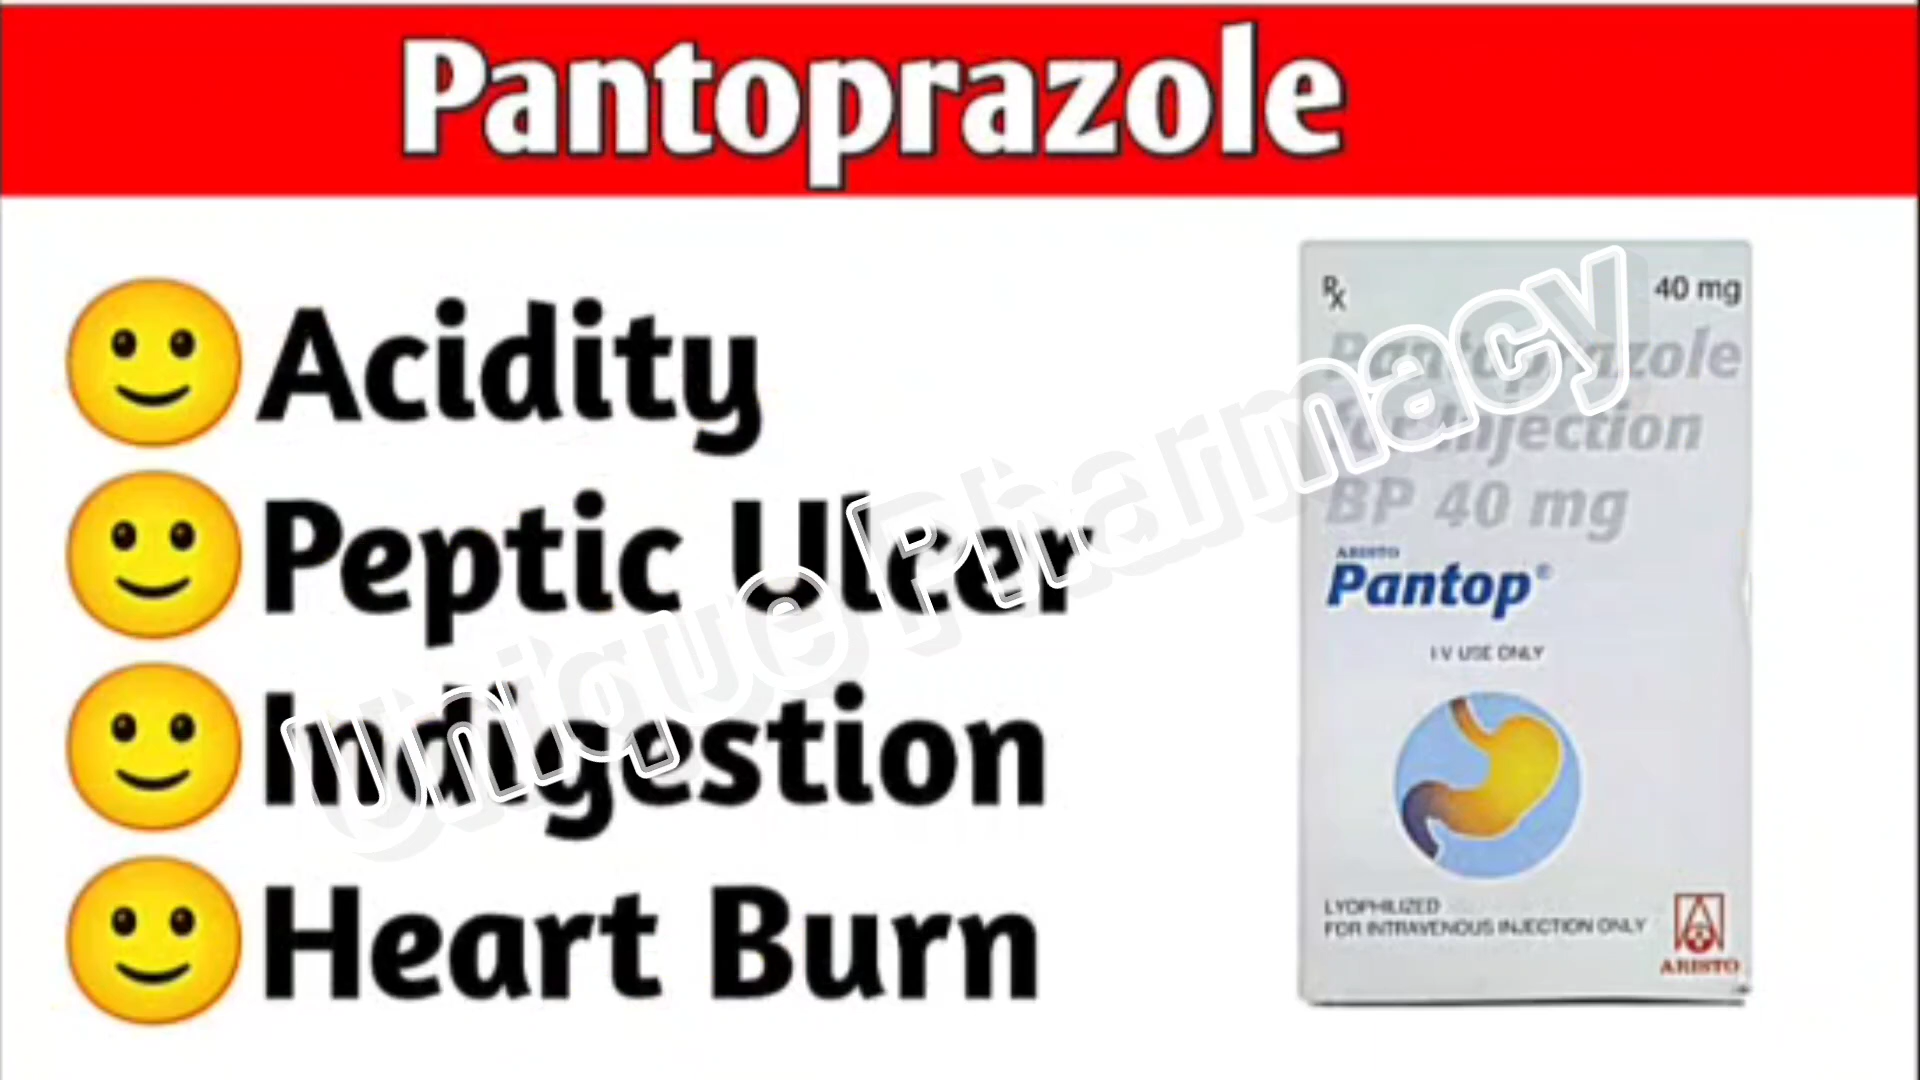 Pantoprazole
Acidity
Peptic Ulcer
Indigestion
Heart Burn
Unique Pharmacy
Rx
40 mg
Pantoprazole
for Injection
BP 40 mg
ARISTO
Pantop®
I V USE ONLY
LYOPHILIZED
FOR INTRAVENOUS INJECTION ONLY
ARISTO